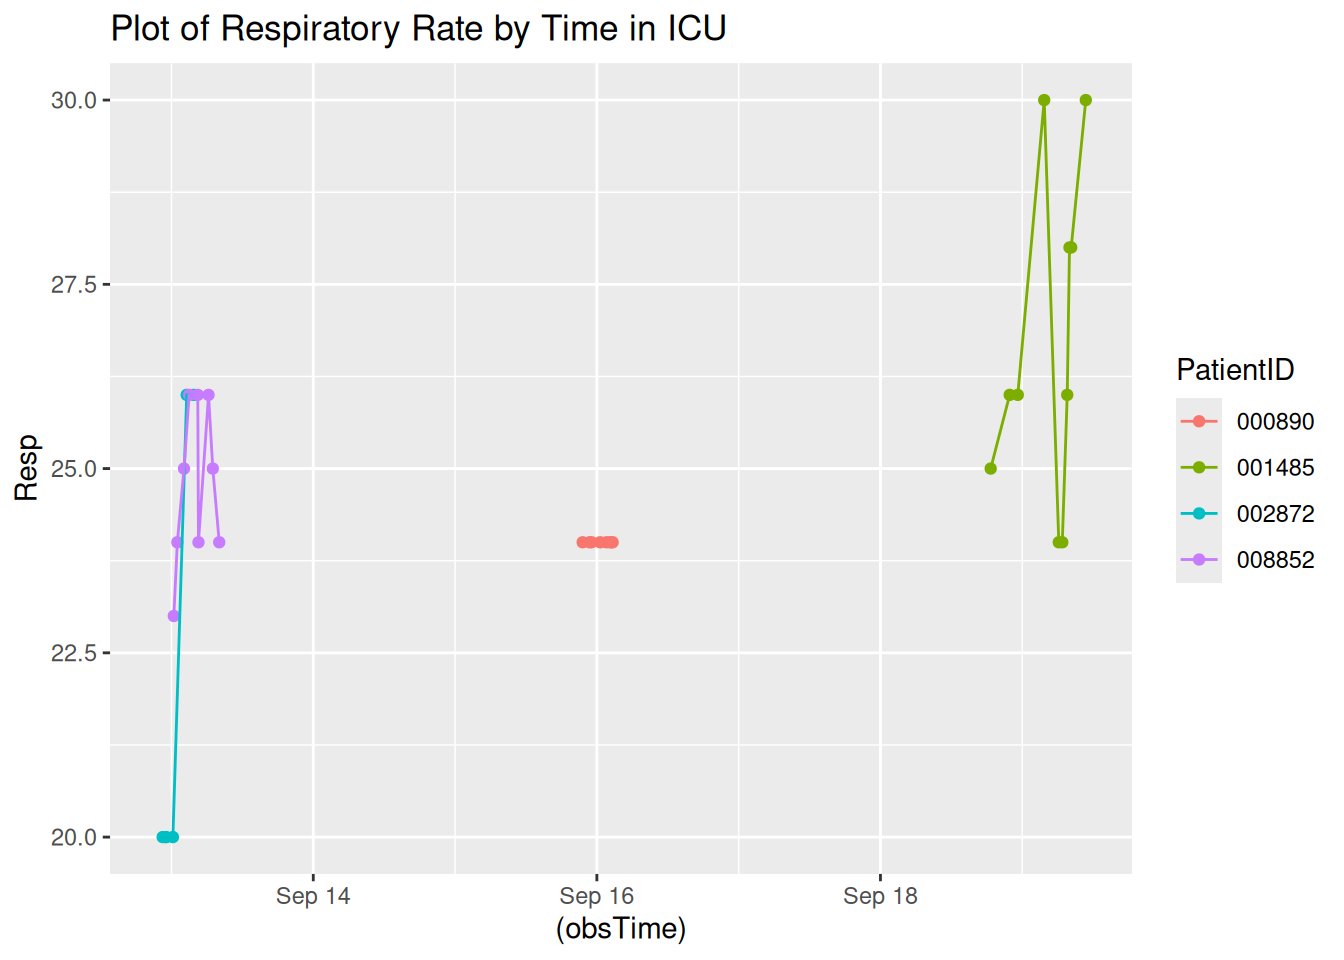 Plot of Respiratory Rate by Time in ICU
30.0
27.5
25.0
22.5
20.0
Resp
Sep 14
Sep 16
Sep 18
(obsTime)
PatientID
000890
001485
002872
008852